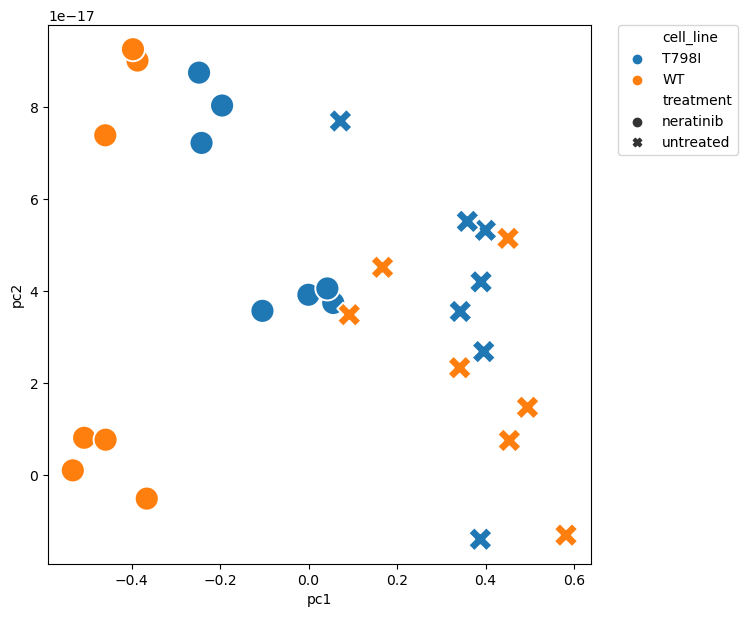 1e−17
cell_line
T798I
WT
treatment
neratinib
untreated
pc2
8
6
4
2
0
−0.4 −0.2 0.0 0.2 0.4 0.6
pc1